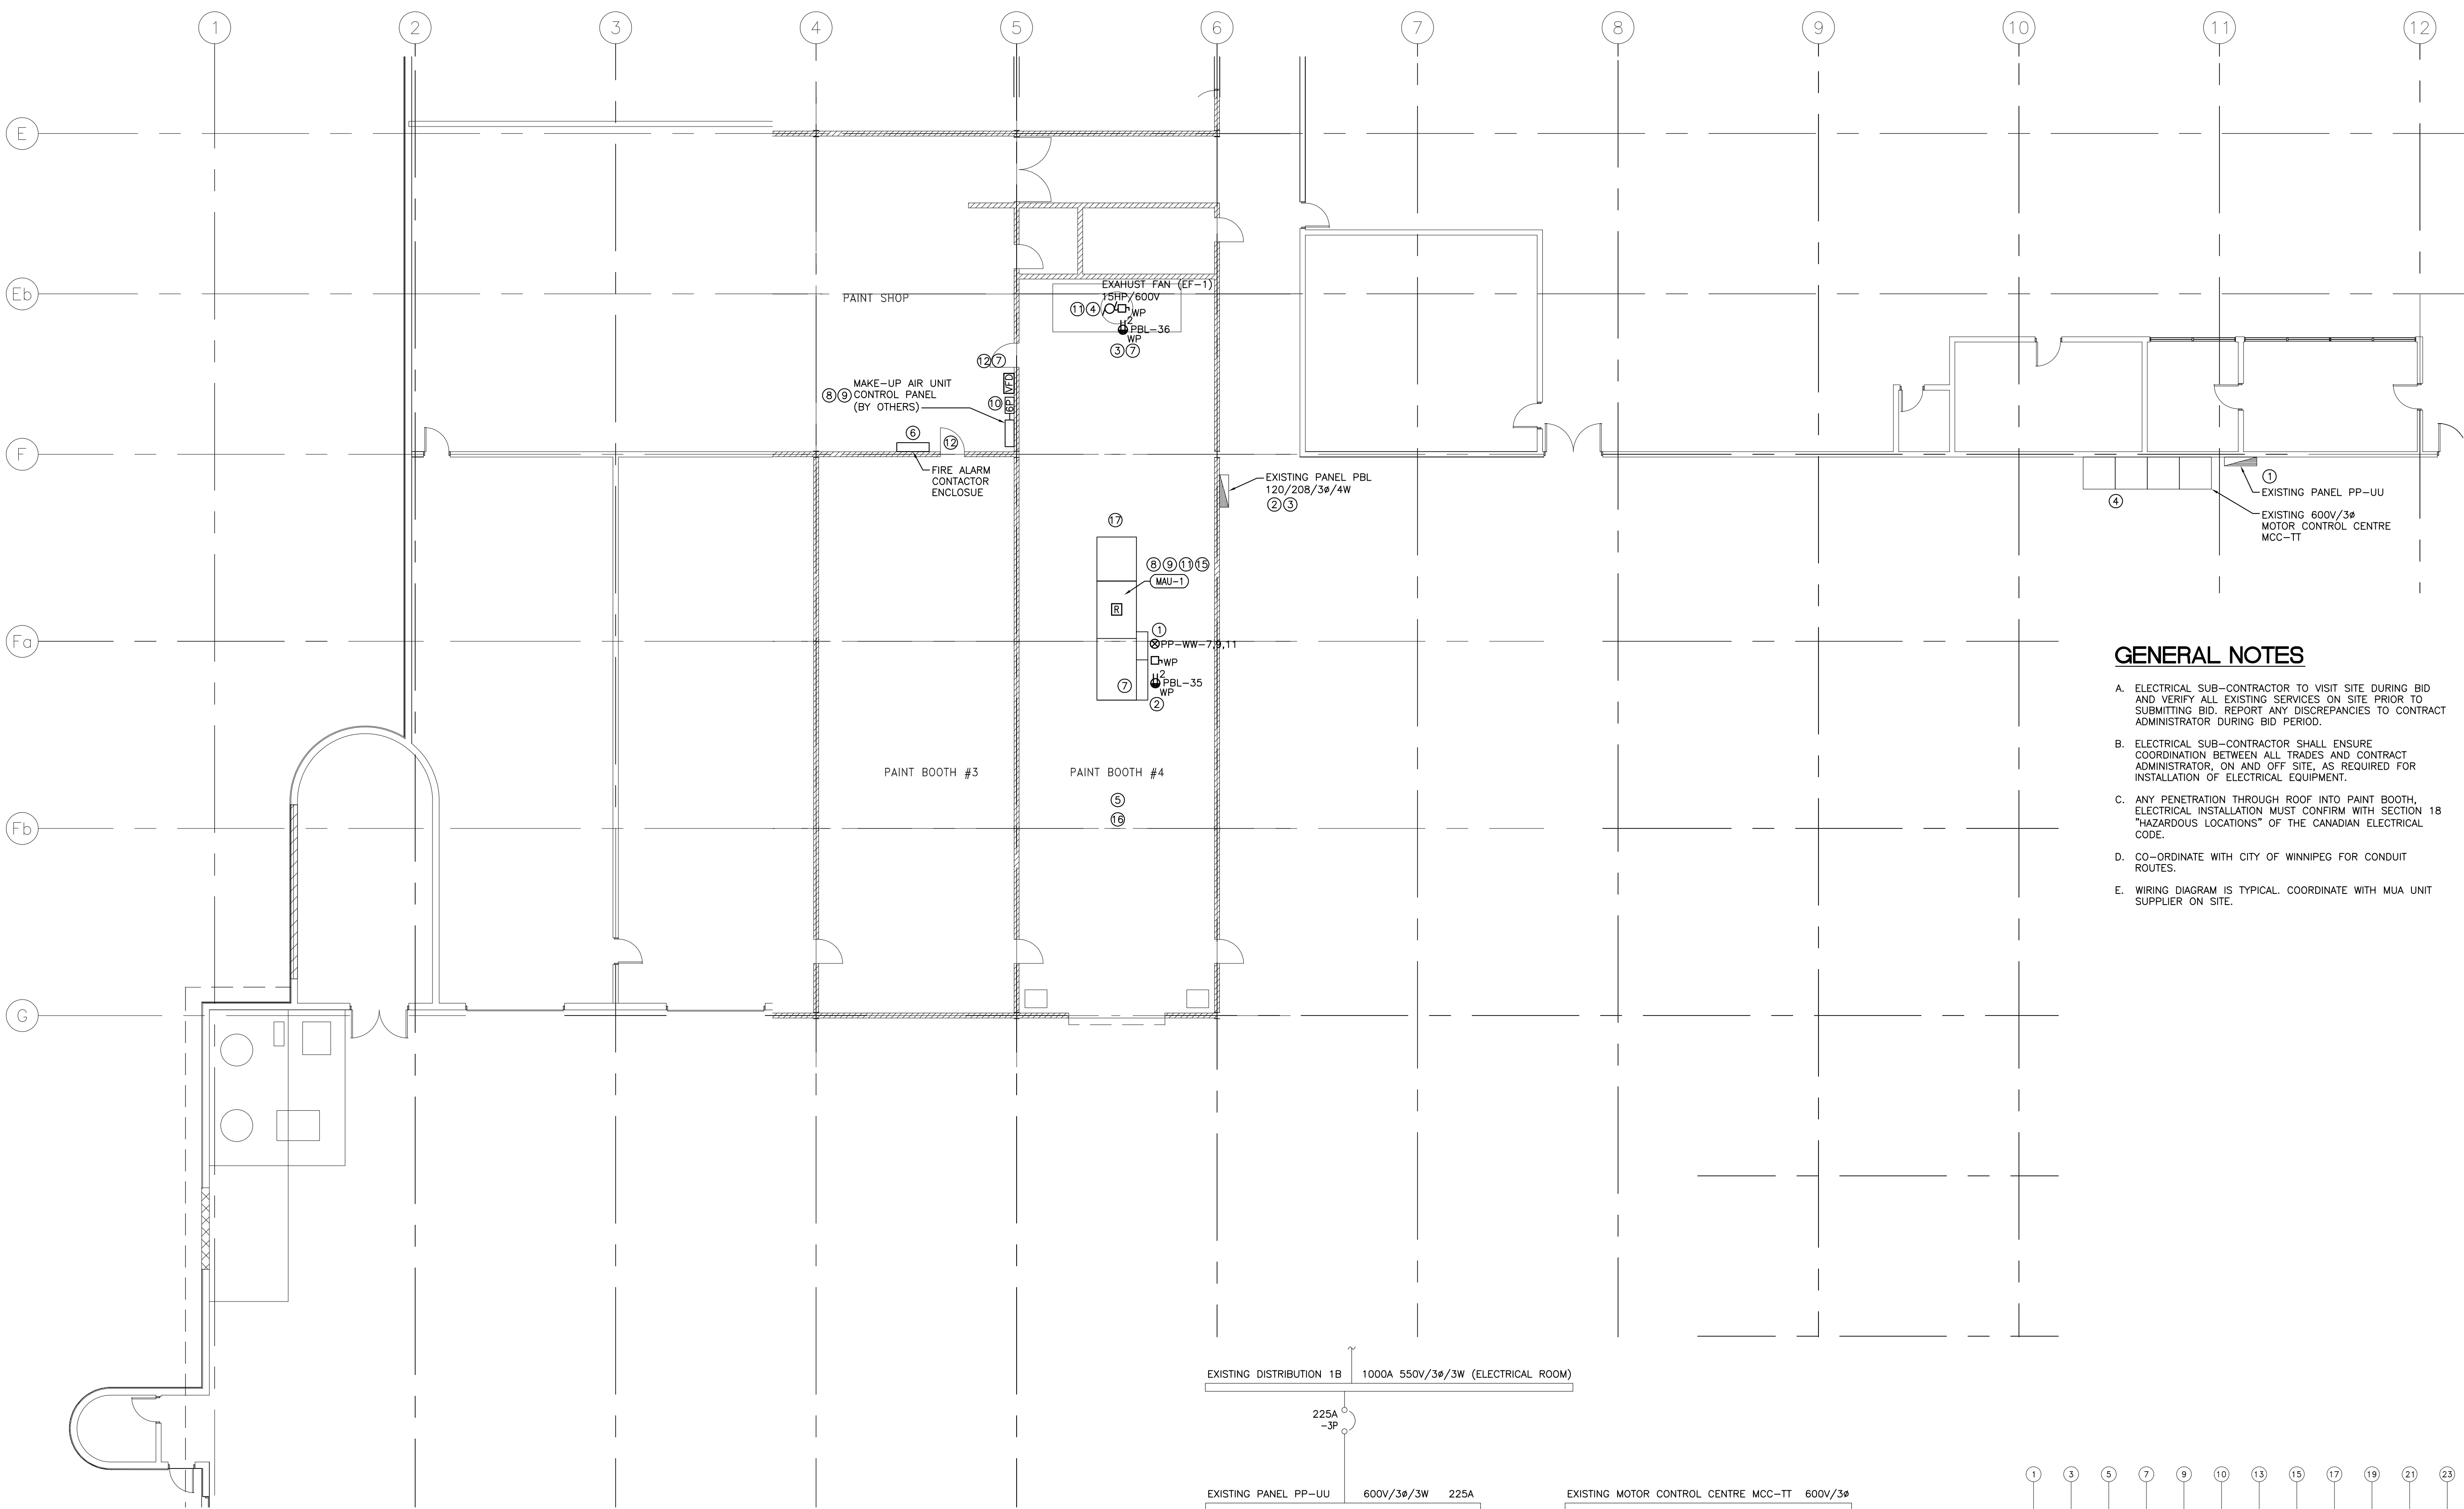 1 2 3 4 5 6 7 8 9 10 11 12
E
Eb
PAINT SHOP
EXAHUST FAN (EF-1)
15HP/600V
11 4 WP
2
PBL-36
WP
3 7
12 7
VFD
MAKE-UP AIR UNIT
8 9 CONTROL PANEL
(BY OTHERS)
10 6P
F
6
12
FIRE ALARM
CONTACTOR
ENCLOSUE
EXISTING PANEL PBL
120/208/3ø/4W
2 3
1
EXISTING PANEL PP-UU
4
EXISTING 600V/3ø
MOTOR CONTROL CENTRE
MCC-TT
17
8 9 11 15
MAU-1
R
Fa
1
PP-WW-7,9,11
WP
2
7 PBL-35
WP
2
PAINT BOOTH #3
PAINT BOOTH #4
5
16
Fb
G
GENERAL NOTES
A. ELECTRICAL SUB-CONTRACTOR TO VISIT SITE DURING BID
AND VERIFY ALL EXISTING SERVICES ON SITE PRIOR TO
SUBMITTING BID. REPORT ANY DISCREPANCIES TO CONTRACT
ADMINISTRATOR DURING BID PERIOD.
B. ELECTRICAL SUB-CONTRACTOR SHALL ENSURE
COORDINATION BETWEEN ALL TRADES AND CONTRACT
ADMINISTRATOR, ON AND OFF SITE, AS REQUIRED FOR
INSTALLATION OF ELECTRICAL EQUIPMENT.
C. ANY PENETRATION THROUGH ROOF INTO PAINT BOOTH,
ELECTRICAL INSTALLATION MUST CONFIRM WITH SECTION 18
"HAZARDOUS LOCATIONS" OF THE CANADIAN ELECTRICAL
CODE.
D. CO-ORDINATE WITH CITY OF WINNIPEG FOR CONDUIT
ROUTES.
E. WIRING DIAGRAM IS TYPICAL. COORDINATE WITH MUA UNIT
SUPPLIER ON SITE.
EXISTING DISTRIBUTION 1B 1000A 550V/3ø/3W (ELECTRICAL ROOM)
225A
-3P
EXISTING PANEL PP-UU 600V/3ø/3W 225A
EXISTING MOTOR CONTROL CENTRE MCC-TT 600V/3ø
1 3 5 7 9 10 13 15 17 19 21 23